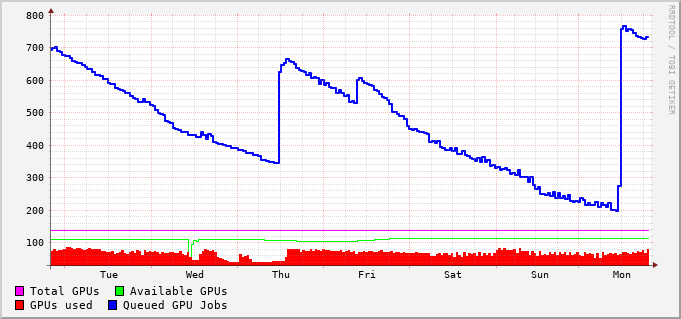 800
700
600
500
400
300
200
100
Tue Wed Thu Fri Sat Sun Mon
Total GPUs Available GPUs
GPUs used Queued GPU Jobs
RRDTOOL / TOBI OETIKER